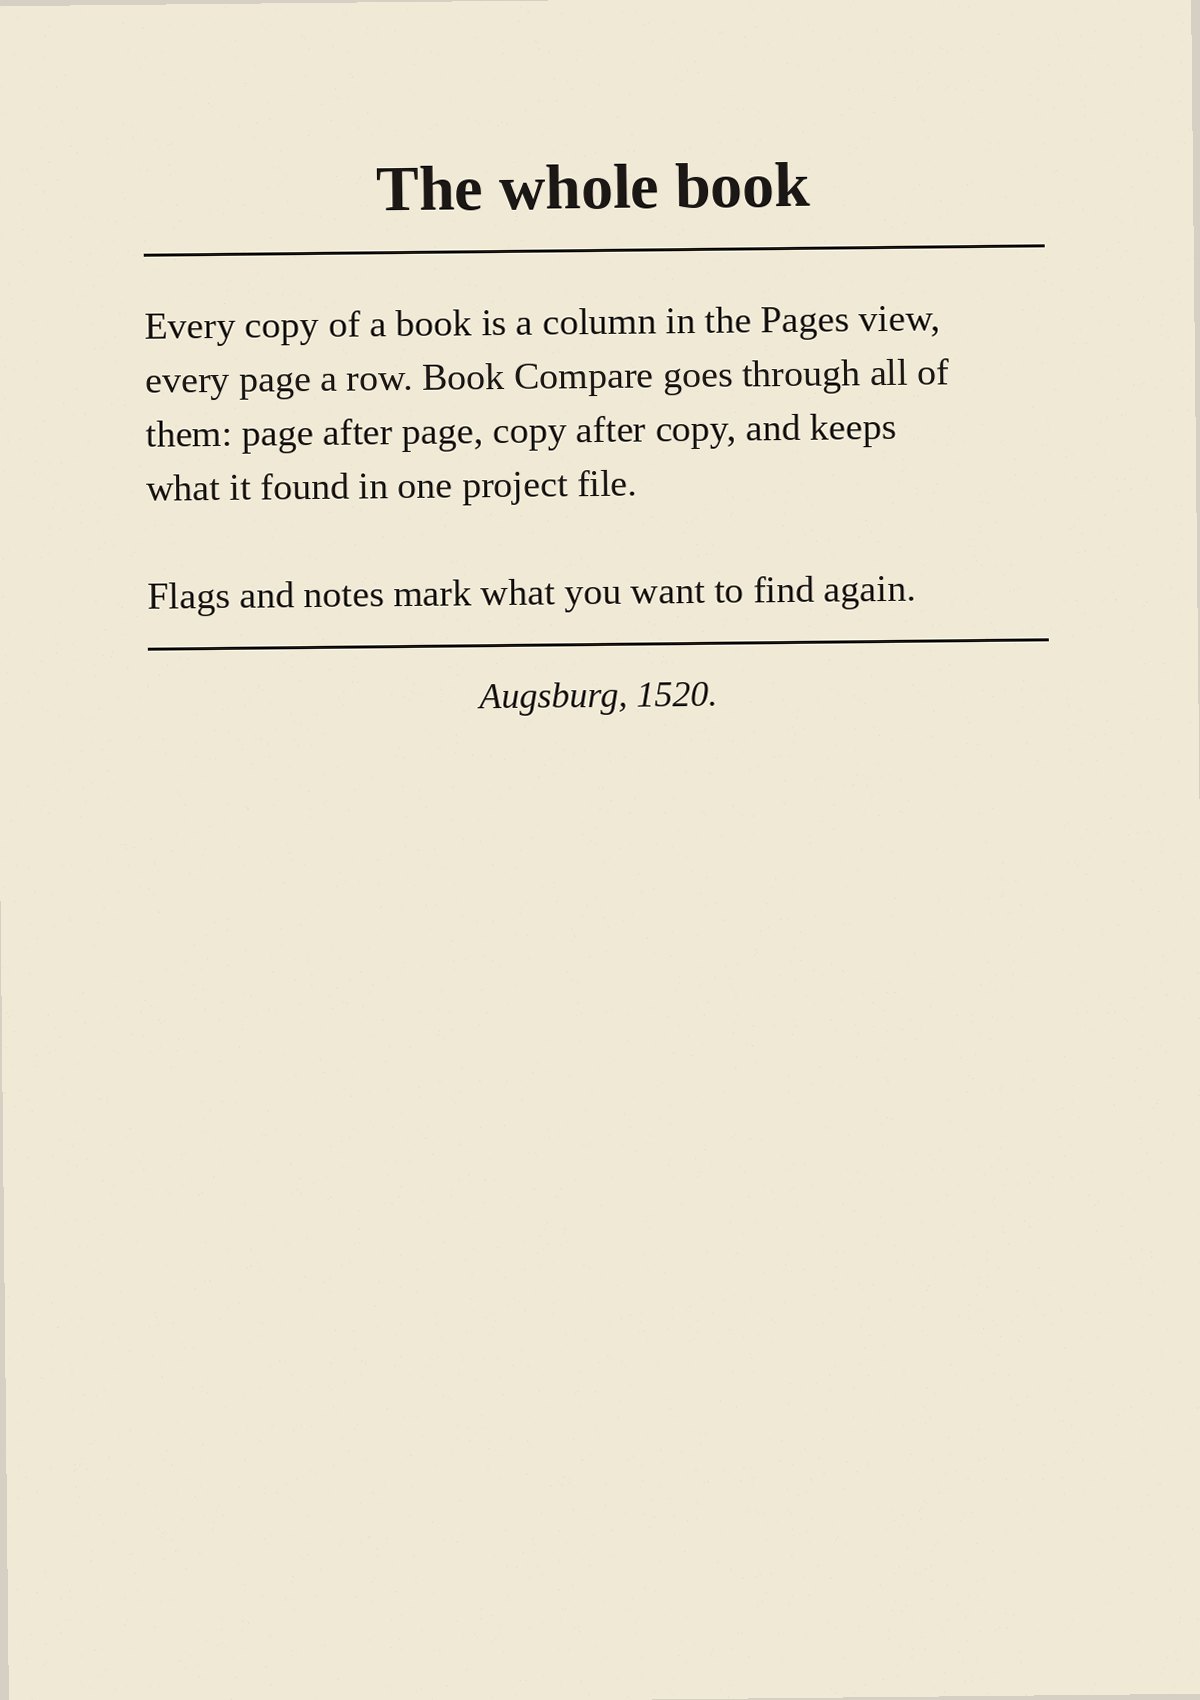 The whole book
Every copy of a book is a column in the Pages view,
every page a row. Book Compare goes through all of
them: page after page, copy after copy, and keeps
what it found in one project file.
Flags and notes mark what you want to find again.
Augsburg, 1520.